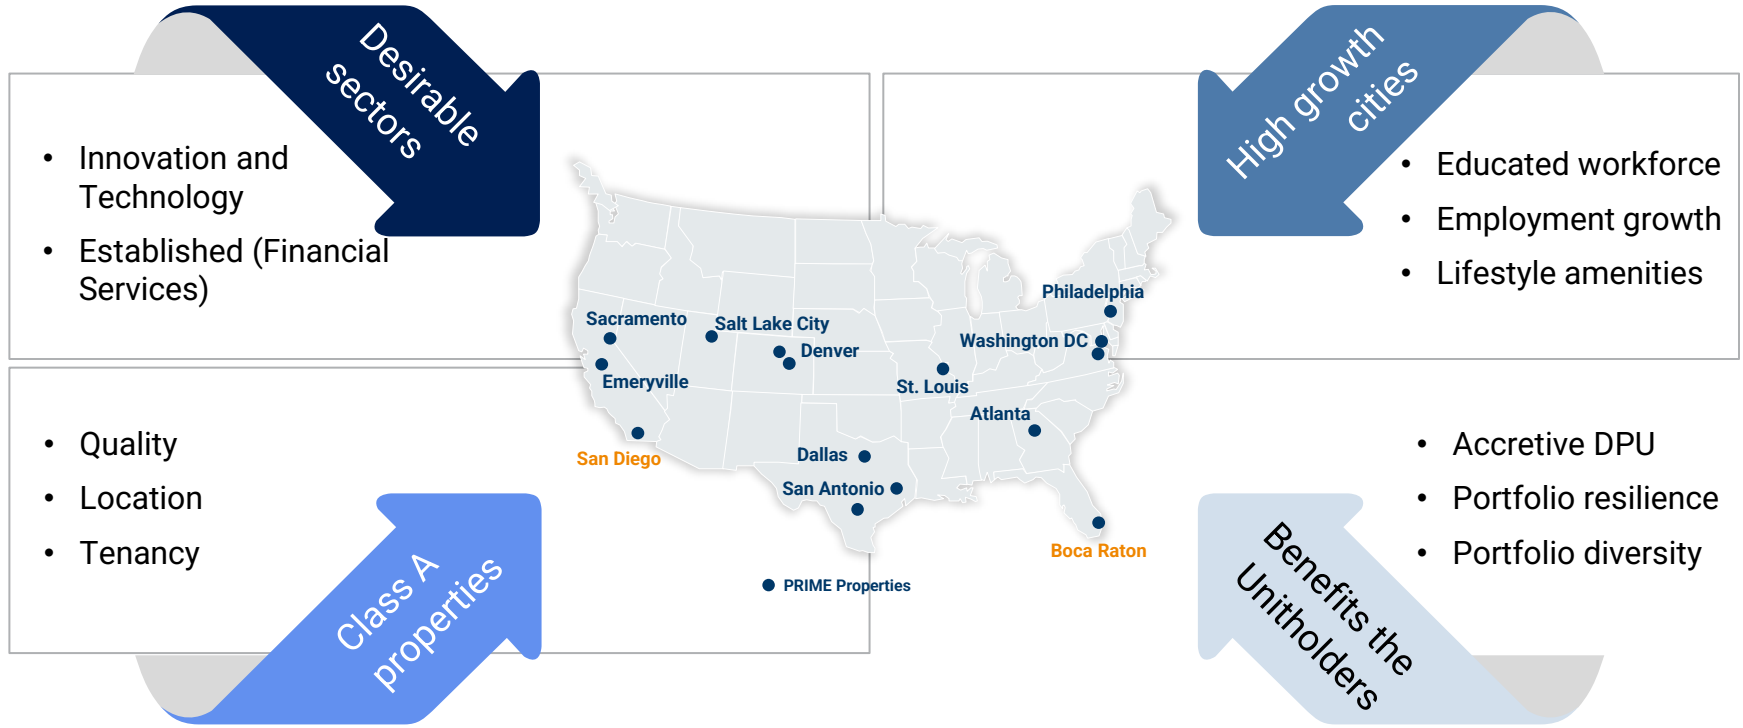 Desirable
sectors
• Innovation and
Technology
• Established (Financial
Services)
High growth
cities
• Educated workforce
• Employment growth
• Lifestyle amenities
Philadelphia
Sacramento
Salt Lake City
Washington DC
Denver
Emeryville
St. Louis
Atlanta
San Diego
Dallas
San Antonio
Boca Raton
PRIME Properties
• Quality
• Location
• Tenancy
Class A
properties
• Accretive DPU
• Portfolio resilience
• Portfolio diversity
Benefits the
Unitholders